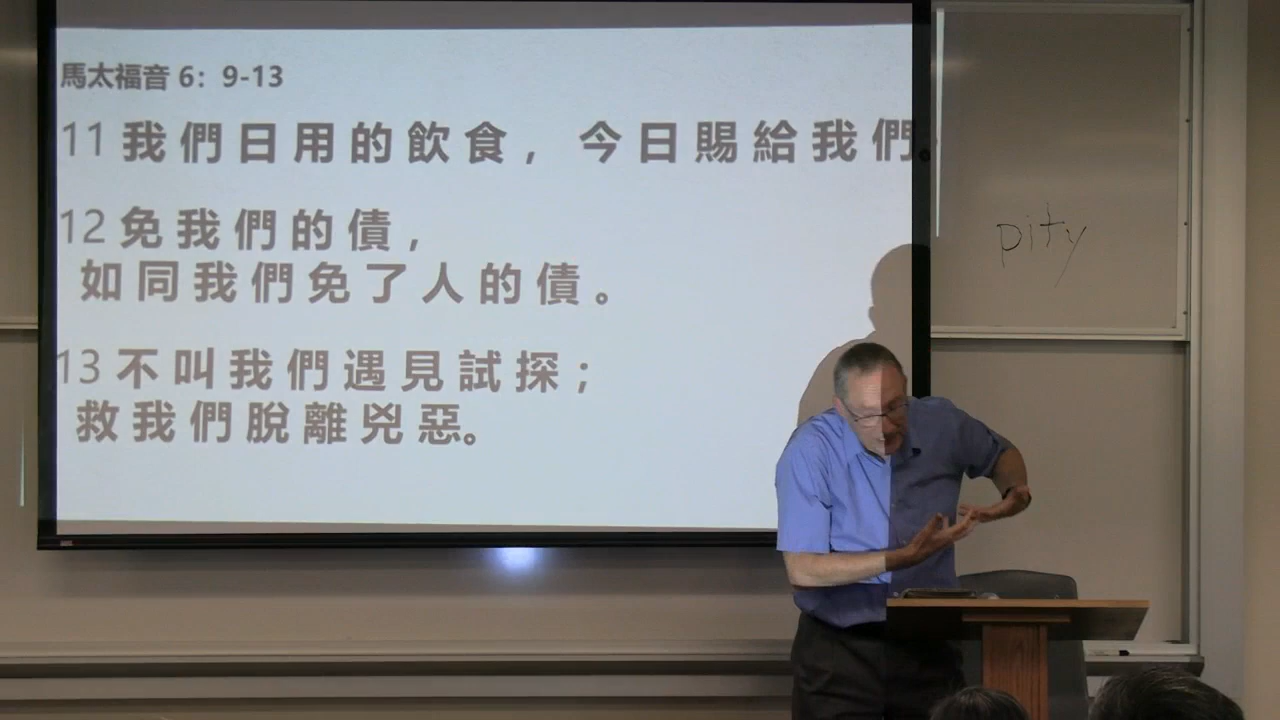 馬太福音 6：9-13
11 我們日用的飲食，今日賜給我們
12 免我們的債，
如同我們免了人的債。
13 不叫我們遇見試探；
救我們脫離兇惡。
pity